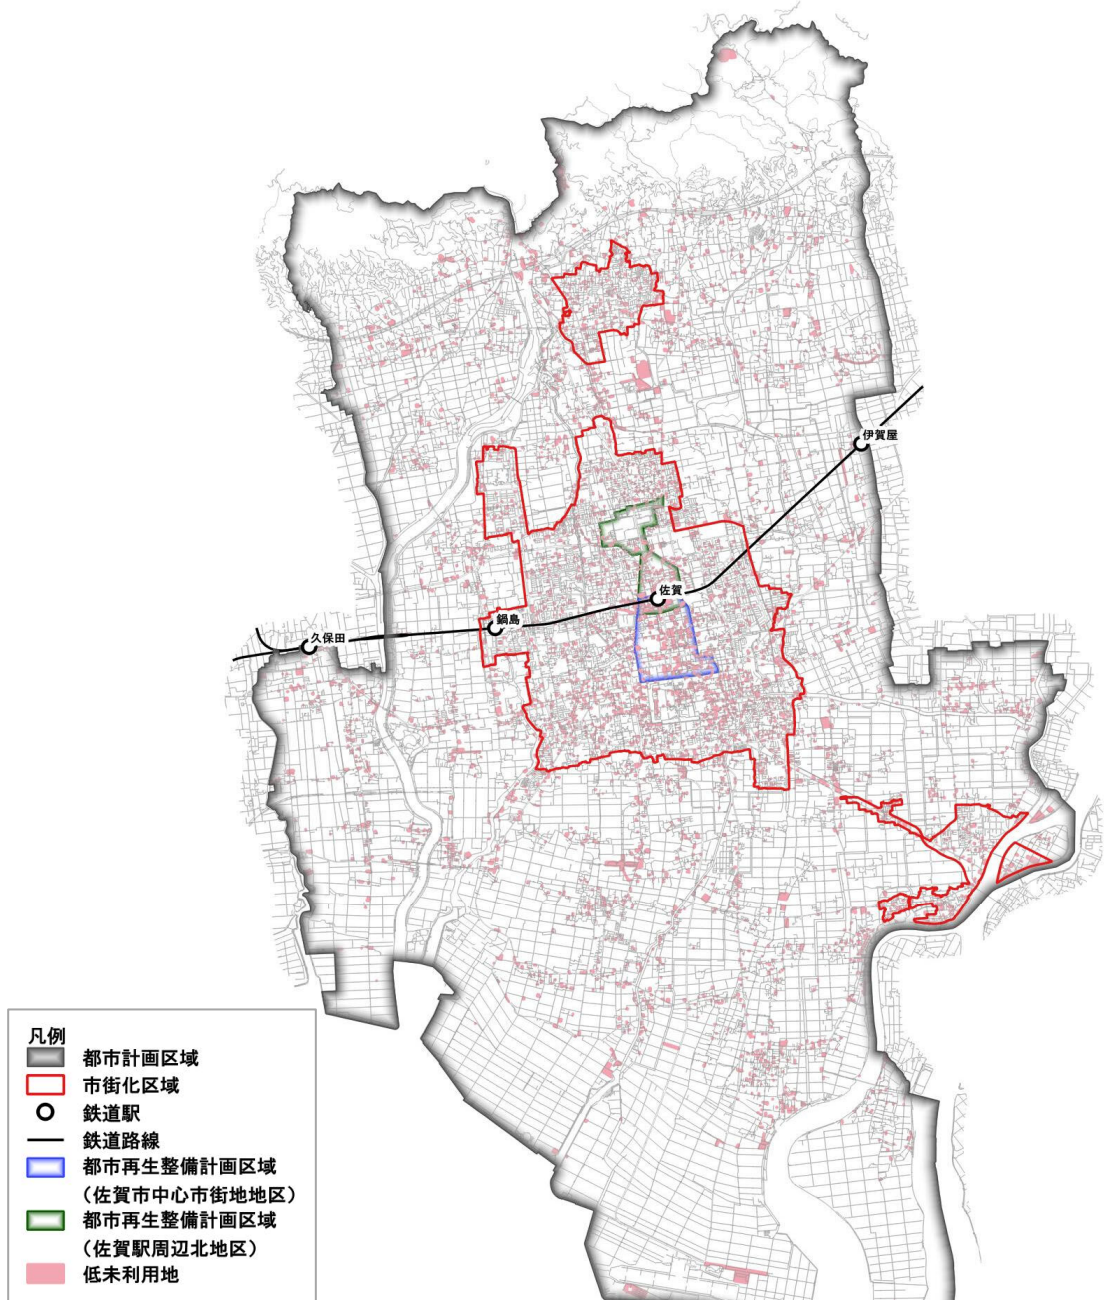 伊賀屋
佐賀
鍋島
久保田
凡例
都市計画区域
市街化区域
鉄道駅
鉄道路線
都市再生整備計画区域
（佐賀市中心市街地地区）
都市再生整備計画区域
（佐賀駅周辺北地区）
低未利用地